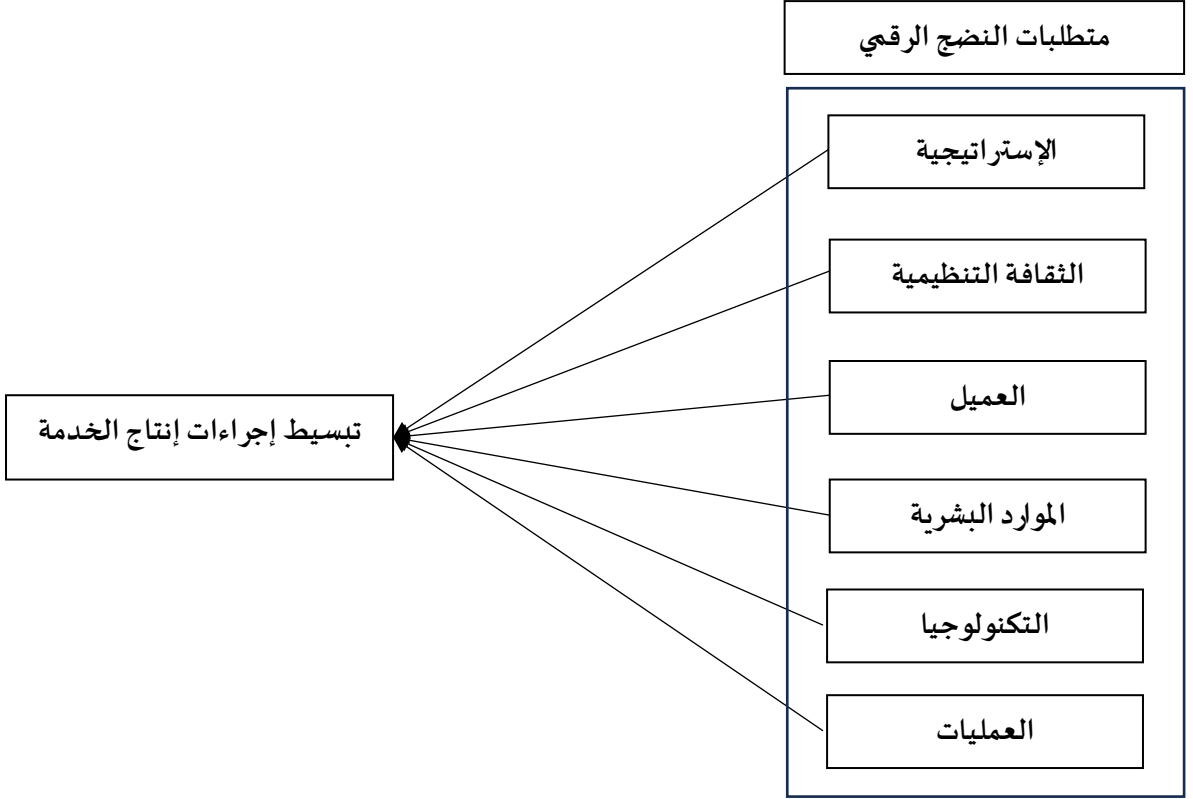 متطلبات النضج الرقمي
الإستراتيجية
الثقافة التنظيمية
العميل
الموارد البشرية
التكنولوجيا
العمليات
تبسيط إجراءات إنتاج الخدمة